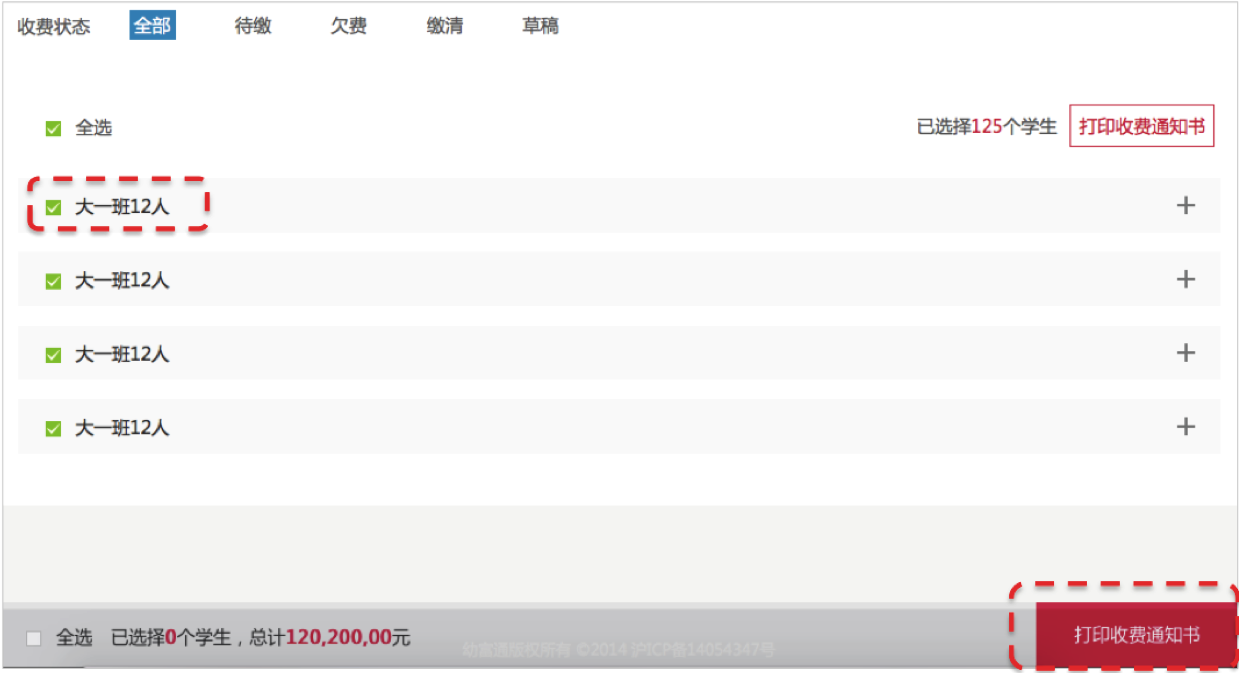 收费状态 全部 待缴 欠费 缴清 草稿
全选 已选择125个学生 打印收费通知书
大一班12人
大一班12人
大一班12人
大一班12人
全选 已选择0个学生，总计120,200,00元 打印收费通知书
幼富通版权所有 ©2014 沪ICP备14054347号